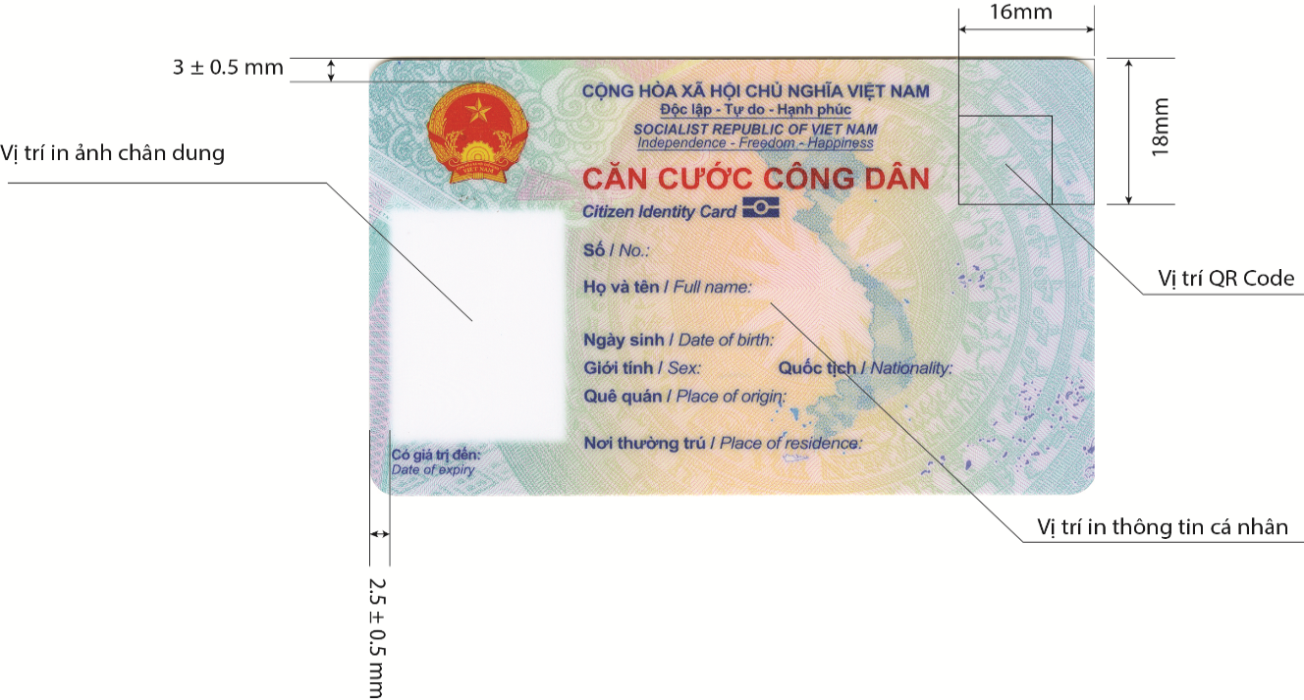 16mm
3 ± 0.5 mm
18mm
Vị trí in ảnh chân dung
CỘNG HÒA XÃ HỘI CHỦ NGHĨA VIỆT NAM
Độc lập - Tự do - Hạnh phúc
SOCIALIST REPUBLIC OF VIET NAM
Independence - Freedom - Happiness
VIỆT NAM
CĂN CƯỚC CÔNG DÂN
Citizen Identity Card
Số / No.:
Vị trí QR Code
Họ và tên / Full name:
Ngày sinh / Date of birth:
Giới tính / Sex: Quốc tịch / Nationality:
Quê quán / Place of origin:
Nơi thường trú / Place of residence:
Có giá trị đến:
Date of expiry
Vị trí in thông tin cá nhân
2.5 ± 0.5 mm